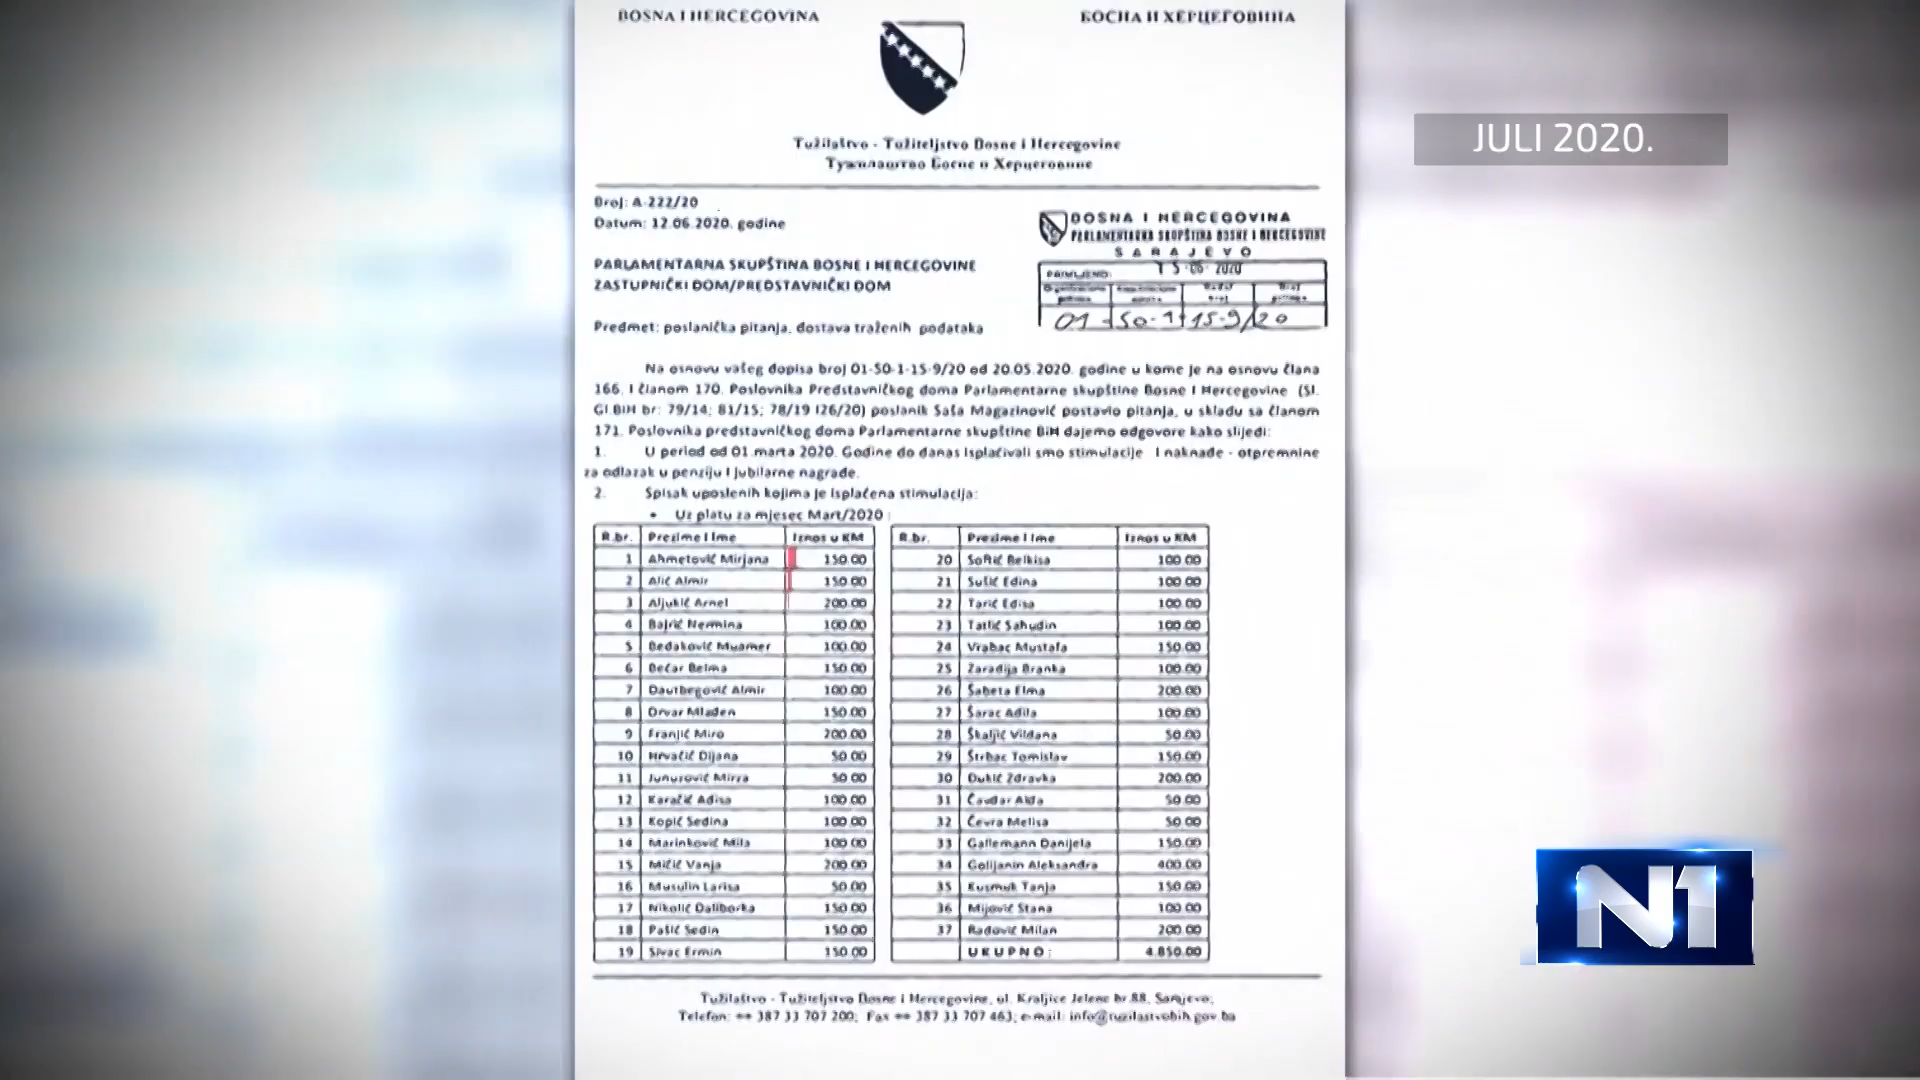 BOSNA I HERCEGOVINA
БОСНА И ХЕРЦЕГОВИНА
JULI 2020.
Tužilaštvo - Tužiteljstvo Bosne i Hercegovine
Тужилаштво Босне и Херцеговине
Broj: A-222/20
Datum: 12.06.2020. godine
BOSNA I HERCEGOVINA
PARLAMENTARNA SKUPŠTINA BOSNE I HERCEGOVINE
SARAJEVO
PRIMLJENO: 15-06-2020
01 -50-1-15-9/20
PARLAMENTARNA SKUPŠTINA BOSNE I HERCEGOVINE
ZASTUPNIČKI DOM/PREDSTAVNIČKI DOM
Predmet: poslanička pitanja, dostava traženih podataka
Na osnovu vašeg dopisa broj 01-50-1-15-9/20 od 20.05.2020. godine u kome je na osnovu člana
166. I članom 170. Poslovnika Predstavničkog doma Parlamentarne skupštine Bosne I Hercegovine (Sl.
Gl BiH br: 79/14; 81/15; 78/19 I26/20) poslanik Saša Magazinović postavio pitanja, u skladu sa članom
171. Poslovnika predstavničkog doma Parlamentarne skupštine BiH dajemo odgovore kako slijedi:
1. U period od 01.marta 2020. Godine do danas Isplaćivali smo stimulacije I naknade - otpremnine
za odlazak u penziju I jubilarne nagrade.
2. Spisak uposlenih kojima je isplaćena stimulacija:
• Uz platu za mjesec Mart/2020 :
R.br. Prezime I Ime Iznos u KM
1 Ahmetović Mirjana 150.00
2 Alić Almir 150.00
3 Aljukić Arnel 200.00
4 Bajrić Nermina 100.00
5 Bedaković Muamer 100.00
6 Bečar Belma 150.00
7 Dautbegović Almir 100.00
8 Drvar Mladen 150.00
9 Franjić Miro 200.00
10 Hrvačić Dijana 50.00
11 Junuzović Mirza 50.00
12 Karačić Adisa 100.00
13 Kopić Sedina 100.00
14 Marinković Mila 100.00
15 Mičić Vanja 200.00
16 Musulin Larisa 50.00
17 Nikolić Daliborka 150.00
18 Pašić Sedin 150.00
19 Sivac Ermin 150.00
R.br. Prezime I Ime Iznos u KM
20 Softić Belkisa 100.00
21 Sušić Edina 100.00
22 Tarić Edisa 100.00
23 Tatlić Sahudin 100.00
24 Vrabac Mustafa 150.00
25 Zaradija Branka 100.00
26 Šabeta Elma 200.00
27 Šarac Adila 100.00
28 Škaljić Vildana 50.00
29 Štrbac Tomislav 150.00
30 Đukić Zdravka 200.00
31 Čavdar Aida 50.00
32 Čevra Melisa 50.00
33 Gallemann Danijela 150.00
34 Golijanin Aleksandra 400.00
35 Kusmuk Tanja 150.00
36 Mijović Stana 100.00
37 Radović Milan 200.00
UKUPNO: 4.850.00
Tužilaštvo - Tužiteljstvo Bosne i Hercegovine, ul. Kraljice Jelene br.88, Sarajevo;
Telefon: ++ 387 33 707 200; Fax ++ 387 33 707 463; e-mail: info@tuzilastvobih.gov.ba
N1